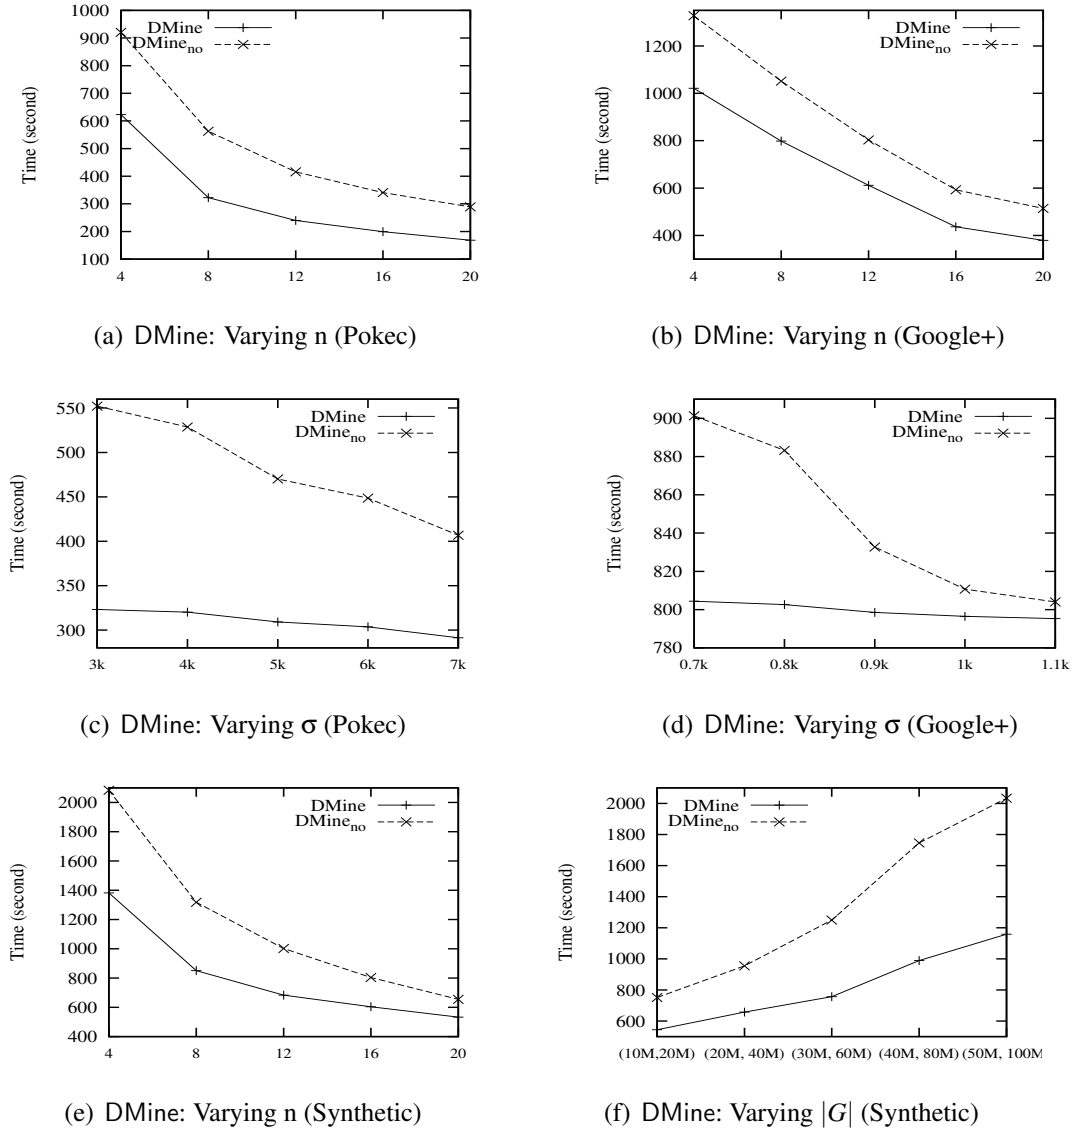 1000
900
800
700
600
500
400
300
200
100
4 8 12 16 20
Time (second)
DMine
DMine_no
(a) DMine: Varying n (Pokec)
1200
1000
800
600
400
4 8 12 16 20
Time (second)
DMine
DMine_no
(b) DMine: Varying n (Google+)
550
500
450
400
350
300
3k 4k 5k 6k 7k
Time (second)
DMine
DMine_no
(c) DMine: Varying σ (Pokec)
900
880
860
840
820
800
780
0.7k 0.8k 0.9k 1k 1.1k
Time (second)
DMine
DMine_no
(d) DMine: Varying σ (Google+)
2000
1800
1600
1400
1200
1000
800
600
400
4 8 12 16 20
Time (second)
DMine
DMine_no
(e) DMine: Varying n (Synthetic)
2000
1800
1600
1400
1200
1000
800
600
(10M,20M) (20M, 40M) (30M, 60M) (40M, 80M) (50M, 100M
Time (second)
DMine
DMine_no
(f) DMine: Varying |G| (Synthetic)